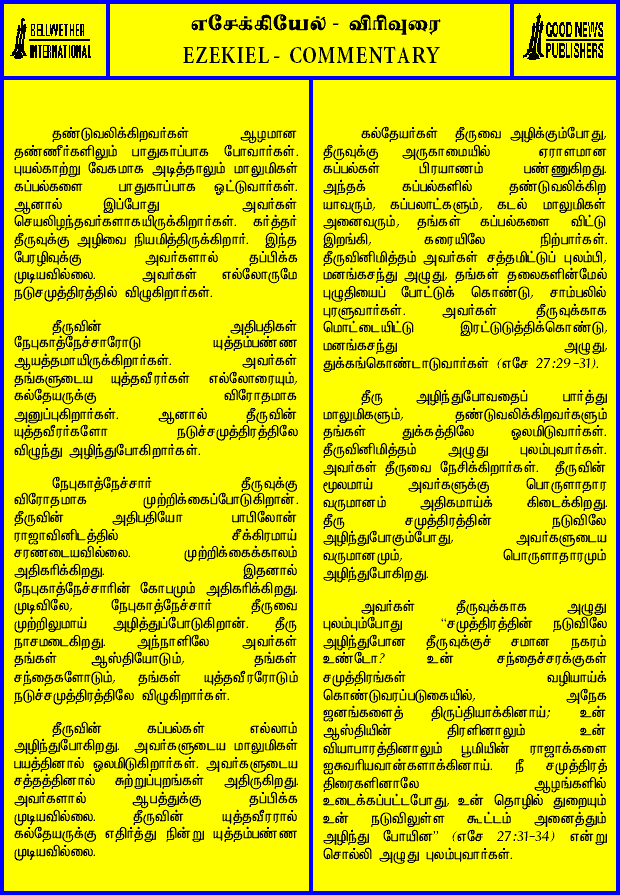 BELLWETHER
INTERNATIONAL
எசேக்கியேல் - விரிவுரை
EZEKIEL - COMMENTARY
GOOD NEWS
PUBLISHERS
தண்டுவலிக்கிறவர்கள் ஆழமான
தண்ணீர்களிலும் பாதுகாப்பாக போவார்கள்.
புயல்காற்று வேகமாக அடித்தாலும் மாலுமிகள்
கப்பல்களை பாதுகாப்பாக ஓட்டுவார்கள்.
ஆனால் இப்போது அவர்கள்
செயலிழந்தவர்களாகயிருக்கிறார்கள். கர்த்தர்
தீருவுக்கு அழிவை நியமித்திருக்கிறார். இந்த
பேரழிவுக்கு அவர்களால் தப்பிக்க
முடியவில்லை. அவர்கள் எல்லோருமே
நடுசமுத்திரத்தில் விழுகிறார்கள்.
தீருவின் அதிபதிகள்
நேபுகாத்நேச்சாரோடு யுத்தம்பண்ண
ஆயத்தமாயிருக்கிறார்கள். அவர்கள்
தங்களுடைய யுத்தவீரர்கள் எல்லோரையும்,
கல்தேயருக்கு விரோதமாக
அனுப்புகிறார்கள். ஆனால் தீருவின்
யுத்தவீரர்களோ நடுச்சமுத்திரத்திலே
விழுந்து அழிந்துபோகிறார்கள்.
நேபுகாத்நேச்சார் தீருவுக்கு
விரோதமாக முற்றிக்கைப்போடுகிறான்.
தீருவின் அதிபதியோ பாபிலோன்
ராஜாவினிடத்தில் சீக்கிரமாய்
சரணடையவில்லை. முற்றிக்கைக்காலம்
அதிகரிக்கிறது. இதனால்
நேபுகாத்நேச்சாரின் கோபமும் அதிகரிக்கிறது.
முடிவிலே, நேபுகாத்நேச்சார் தீருவை
முற்றிலுமாய் அழித்துப்போடுகிறான். தீரு
நாசமடைகிறது. அந்நாளிலே அவர்கள்
தங்கள் ஆஸ்தியோடும், தங்கள்
சந்தைகளோடும், தங்கள் யுத்தவீரரோடும்
நடுச்சமுத்திரத்திலே விழுகிறார்கள்.
தீருவின் கப்பல்கள் எல்லாம்
அழிந்துபோகிறது. அவர்களுடைய மாலுமிகள்
பயத்தினால் ஓலமிடுகிறார்கள். அவர்களுடைய
சத்தத்தினால் சுற்றுப்புறங்கள் அதிருகிறது.
அவர்களால் ஆபத்துக்கு தப்பிக்க
முடியவில்லை. தீருவின் யுத்தவீரரால்
கல்தேயருக்கு எதிர்த்து நின்று யுத்தம்பண்ண
முடியவில்லை.
கல்தேயர்கள் தீருவை அழிக்கும்போது,
தீருவுக்கு அருகாமையில் ஏராளமான
கப்பல்கள் பிரயாணம் பண்ணுகிறது.
அந்தக் கப்பல்களில் தண்டுவலிக்கிற
யாவரும், கப்பலாட்களும், கடல் மாலுமிகள்
அனைவரும், தங்கள் கப்பல்களை விட்டு
இறங்கி, கரையிலே நிற்பார்கள்.
தீருவினிமித்தம் அவர்கள் சத்தமிட்டுப் புலம்பி,
மனங்கசந்து அழுது, தங்கள் தலைகளின்மேல்
புழுதியைப் போட்டுக் கொண்டு, சாம்பலில்
புரளுவார்கள். அவர்கள் தீருவுக்காக
மொட்டையிட்டு இரட்டுடுத்திக்கொண்டு,
மனங்கசந்து அழுது,
துக்கங்கொண்டாடுவார்கள் (எசே 27:29-31).
தீரு அழிந்துபோவதைப் பார்த்து
மாலுமிகளும், தண்டுவலிக்கிறவர்களும்
தங்கள் துக்கத்திலே ஓலமிடுவார்கள்.
தீருவினிமித்தம் அழுது புலம்புவார்கள்.
அவர்கள் தீருவை நேசிக்கிறார்கள். தீருவின்
மூலமாய் அவர்களுக்கு பொருளாதார
வருமானம் அதிகமாய்க் கிடைக்கிறது.
தீரு சமுத்திரத்தின் நடுவிலே
அழிந்துபோகும்போது, அவர்களுடைய
வருமானமும், பொருளாதாரமும்
அழிந்துபோகிறது.
அவர்கள் தீருவுக்காக அழுது
புலம்பும்போது "சமுத்திரத்தின் நடுவிலே
அழிந்துபோன தீருவுக்குச் சமான நகரம்
உண்டோ? உன் சந்தைச்சரக்குகள்
சமுத்திரங்கள் வழியாய்க்
கொண்டுவரப்படுகையில், அநேக
ஜனங்களைத் திருப்தியாக்கினாய்; உன்
ஆஸ்தியின் திரளினாலும் உன்
வியாபாரத்தினாலும் பூமியின் ராஜாக்களை
ஐசுவரியவான்களாக்கினாய். நீ சமுத்திரத்
திரைகளினாலே ஆழங்களில்
உடைக்கப்பட்டபோது, உன் தொழில் துறையும்
உன் நடுவிலுள்ள கூட்டம் அனைத்தும்
அழிந்து போயின" (எசே 27:31-34) என்று
சொல்லி அழுது புலம்புவார்கள்.